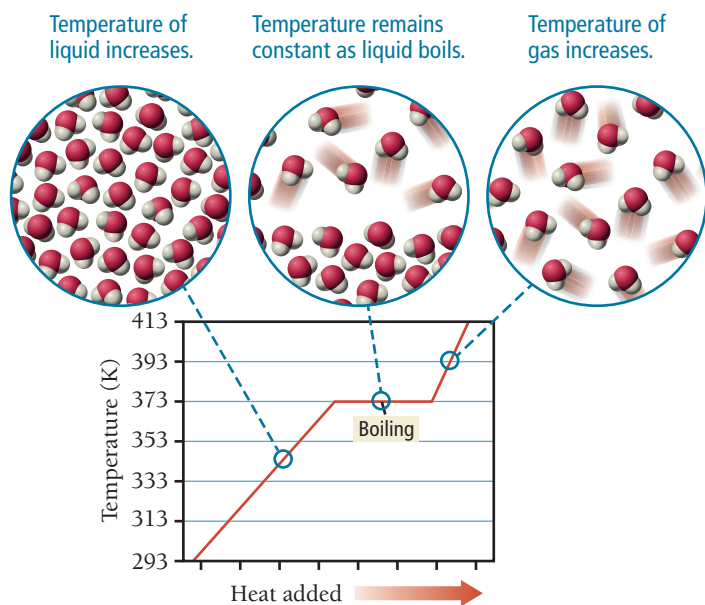 Temperature of
liquid increases.
Temperature remains
constant as liquid boils.
Temperature of
gas increases.
413
393
373
353
333
313
293
Temperature (K)
Boiling
Heat added